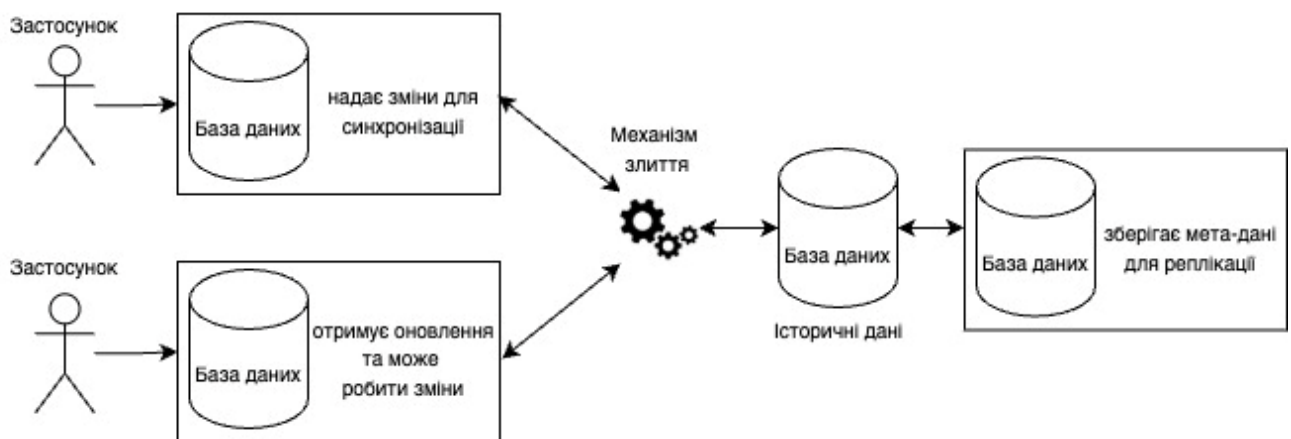 Застосунок
База даних
надає зміни для
синхронізації
Механізм
злиття
База даних
Історичні дані
База даних
зберігає мета-дані
для реплікації
Застосунок
База даних
отримує оновлення
та може
робити зміни